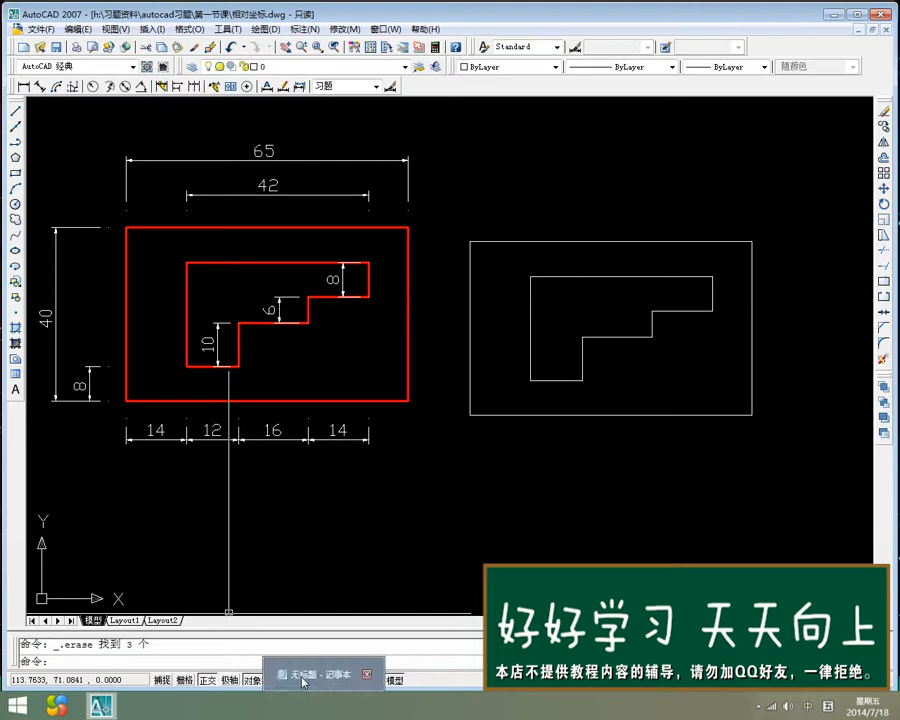 AutoCAD 2007 - [h:\习题资料\autocad习题\第一节课\相对坐标.dwg - 只读]
文件(F) 编辑(E) 视图(V) 插入(I) 格式(O) 工具(T) 绘图(D) 标注(N) 修改(M) 窗口(W) 帮助(H)
Standard
AutoCAD 经典 0 ByLayer ByLayer ByLayer 随颜色
习题
65
42
8
6
40
10
8
14 12 16 14
Y
X
模型 Layout1 Layout2
命令: _.erase 找到 3 个
命令:
无标题 - 记事本
113.7633, 71.0841 , 0.0000 捕捉 栅格 正交 极轴 对象 模型
好好学习 天天向上
本店不提供教程内容的辅导，请勿加QQ好友，一律拒绝。
中 五 星期五
2014/7/18